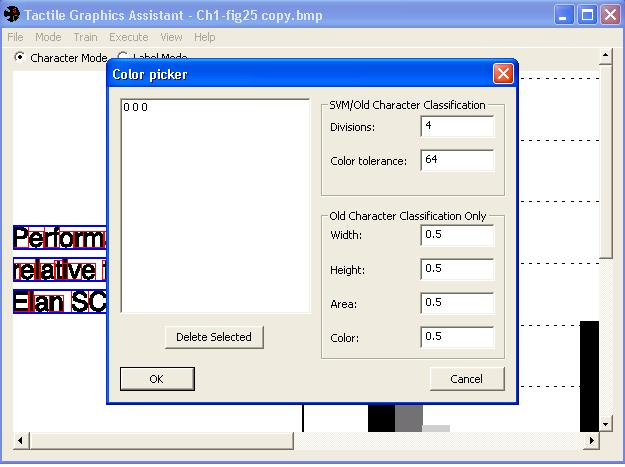 Tactile Graphics Assistant - Ch1-fig25 copy.bmp
File Mode Train Execute View Help
Character Mode Label Mode
Color picker
0 0 0
SVM/Old Character Classification
Divisions: 4
Color tolerance: 64
Old Character Classification Only
Width: 0.5
Height: 0.5
Area: 0.5
Color: 0.5
Delete Selected
OK Cancel
Performa
relative
Elan SC